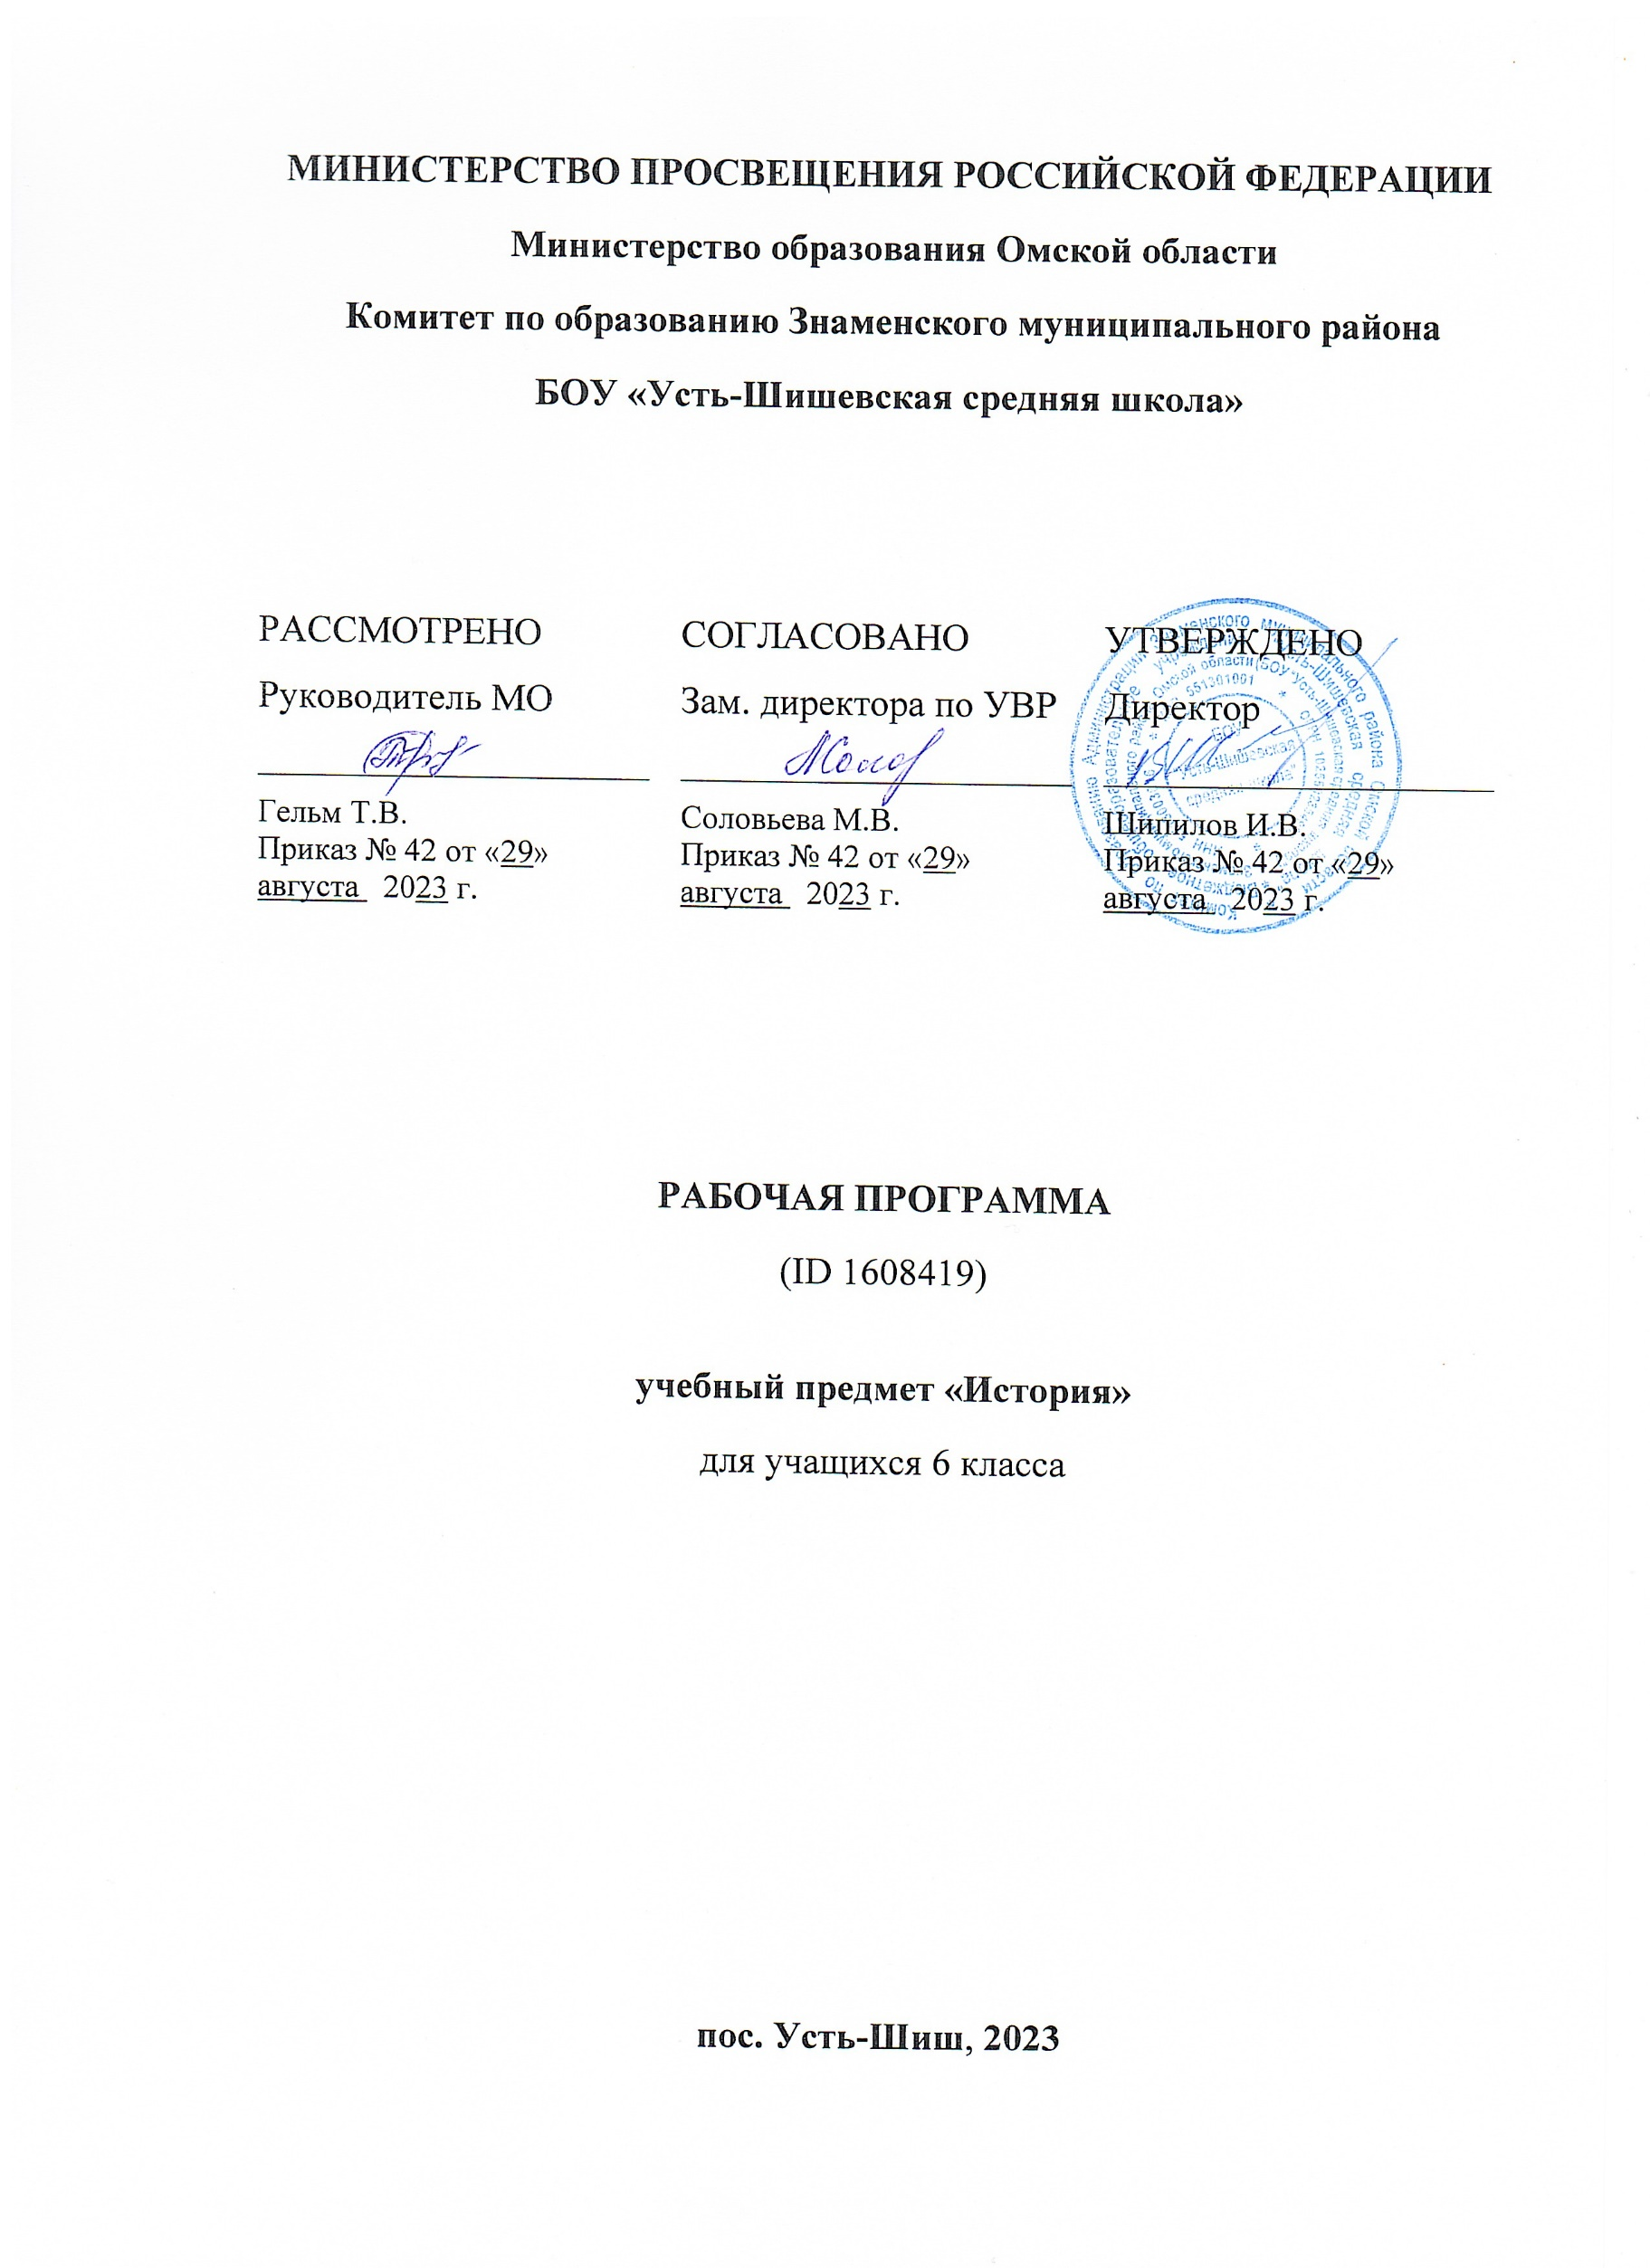 МИНИСТЕРСТВО ПРОСВЕЩЕНИЯ РОССИЙСКОЙ ФЕДЕРАЦИИ
Министерство образования Омской области
Комитет по образованию Знаменского муниципального района
БОУ «Усть-Шишевская средняя школа»
РАССМОТРЕНО
Руководитель МО
Гельм Т.В.
Приказ № 42 от «29»
августа 2023 г.
СОГЛАСОВАНО
Зам. директора по УВР
Соловьева М.В.
Приказ № 42 от «29»
августа 2023 г.
УТВЕРЖДЕНО
Директор
Шипилов И.В.
Приказ № 42 от «29»
августа 2023 г.
РАБОЧАЯ ПРОГРАММА
(ID 1608419)
учебный предмет «История»
для учащихся 6 класса
пос. Усть-Шиш, 2023